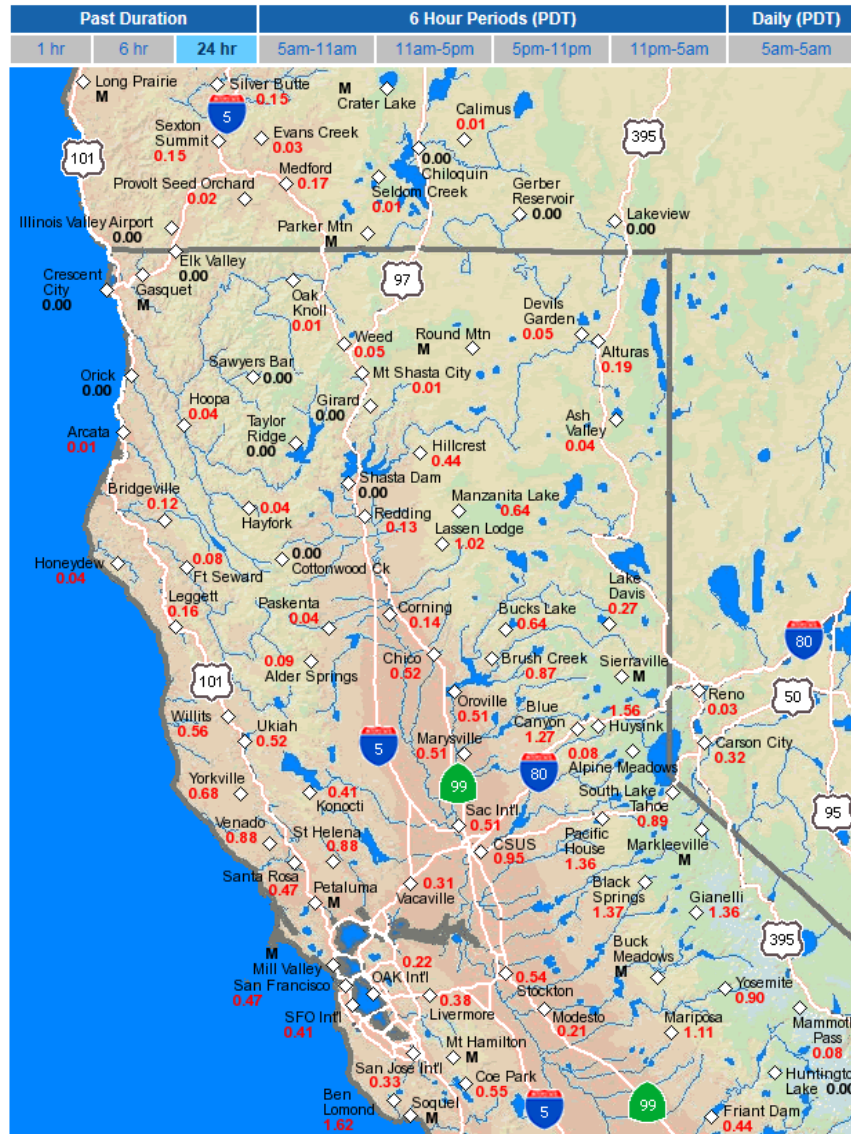 Past Duration
6 Hour Periods (PDT)
Daily (PDT)
1 hr
6 hr
24 hr
5am-11am
11am-5pm
5pm-11pm
11pm-5am
5am-5am
Long Prairie
M
Silver Butte
0.15
M
Crater Lake
Calimus
0.01
5
395
101
Sexton
Summit
0.15
Evans Creek
0.03
0.00
Chiloquin
Medford
0.17
Seldom Creek
0.01
Provolt Seed Orchard
0.02
Gerber
Reservoir
0.00
Lakeview
0.00
Illinois Valley Airport
0.00
Parker Mtn
M
Elk Valley
0.00
Crescent
City
0.00
Gasquet
M
97
Oak
Knoll
0.01
Devils
Garden
0.05
Weed
0.05
Round Mtn
M
Alturas
0.19
Sawyers Bar
0.00
Mt Shasta City
0.01
Orick
0.00
Girard
0.00
Hoopa
0.04
Taylor
Ridge
0.00
Ash
Valley
0.04
Arcata
0.01
Hillcrest
0.44
Shasta Dam
0.00
Bridgeville
0.12
0.04
Hayfork
Manzanita Lake
0.64
Redding
0.13
Lassen Lodge
1.02
Honeydew
0.04
0.08
Ft Seward
0.00
Cottonwood Ck
Lake
Davis
0.27
Leggett
0.16
Paskenta
0.04
Corning
0.14
Bucks Lake
0.64
80
0.09
Alder Springs
Chico
0.52
Brush Creek
0.87
Sierraville
M
101
Oroville
0.51
Reno
0.03
50
Willits
0.56
Blue
Canyon
1.27
1.56
Huysink
Ukiah
0.52
5
Marysville
0.51
0.08
Alpine Meadows
Carson City
0.32
80
Yorkville
0.68
0.41
Konocti
99
South Lake
Tahoe
0.89
95
Venado
0.88
St Helena
0.88
Sac Int'l
0.51
Pacific
House
1.36
Markleeville
M
CSUS
0.95
Santa Rosa
0.47
Petaluma
M
0.31
Vacaville
Black
Springs
1.37
Gianelli
1.36
395
M
Mill Valley
0.22
OAK Int'l
Buck
Meadows
M
San Francisco
0.47
0.54
Stockton
Yosemite
0.90
SFO Int'l
0.41
0.38
Livermore
Modesto
0.21
Mariposa
1.11
Mammoth
Pass
0.08
Mt Hamilton
M
San Jose Int'l
0.33
Coe Park
0.55
Huntington
Lake 0.00
Ben
Lomond
1.62
Soquel
M
5
99
Friant Dam
0.44